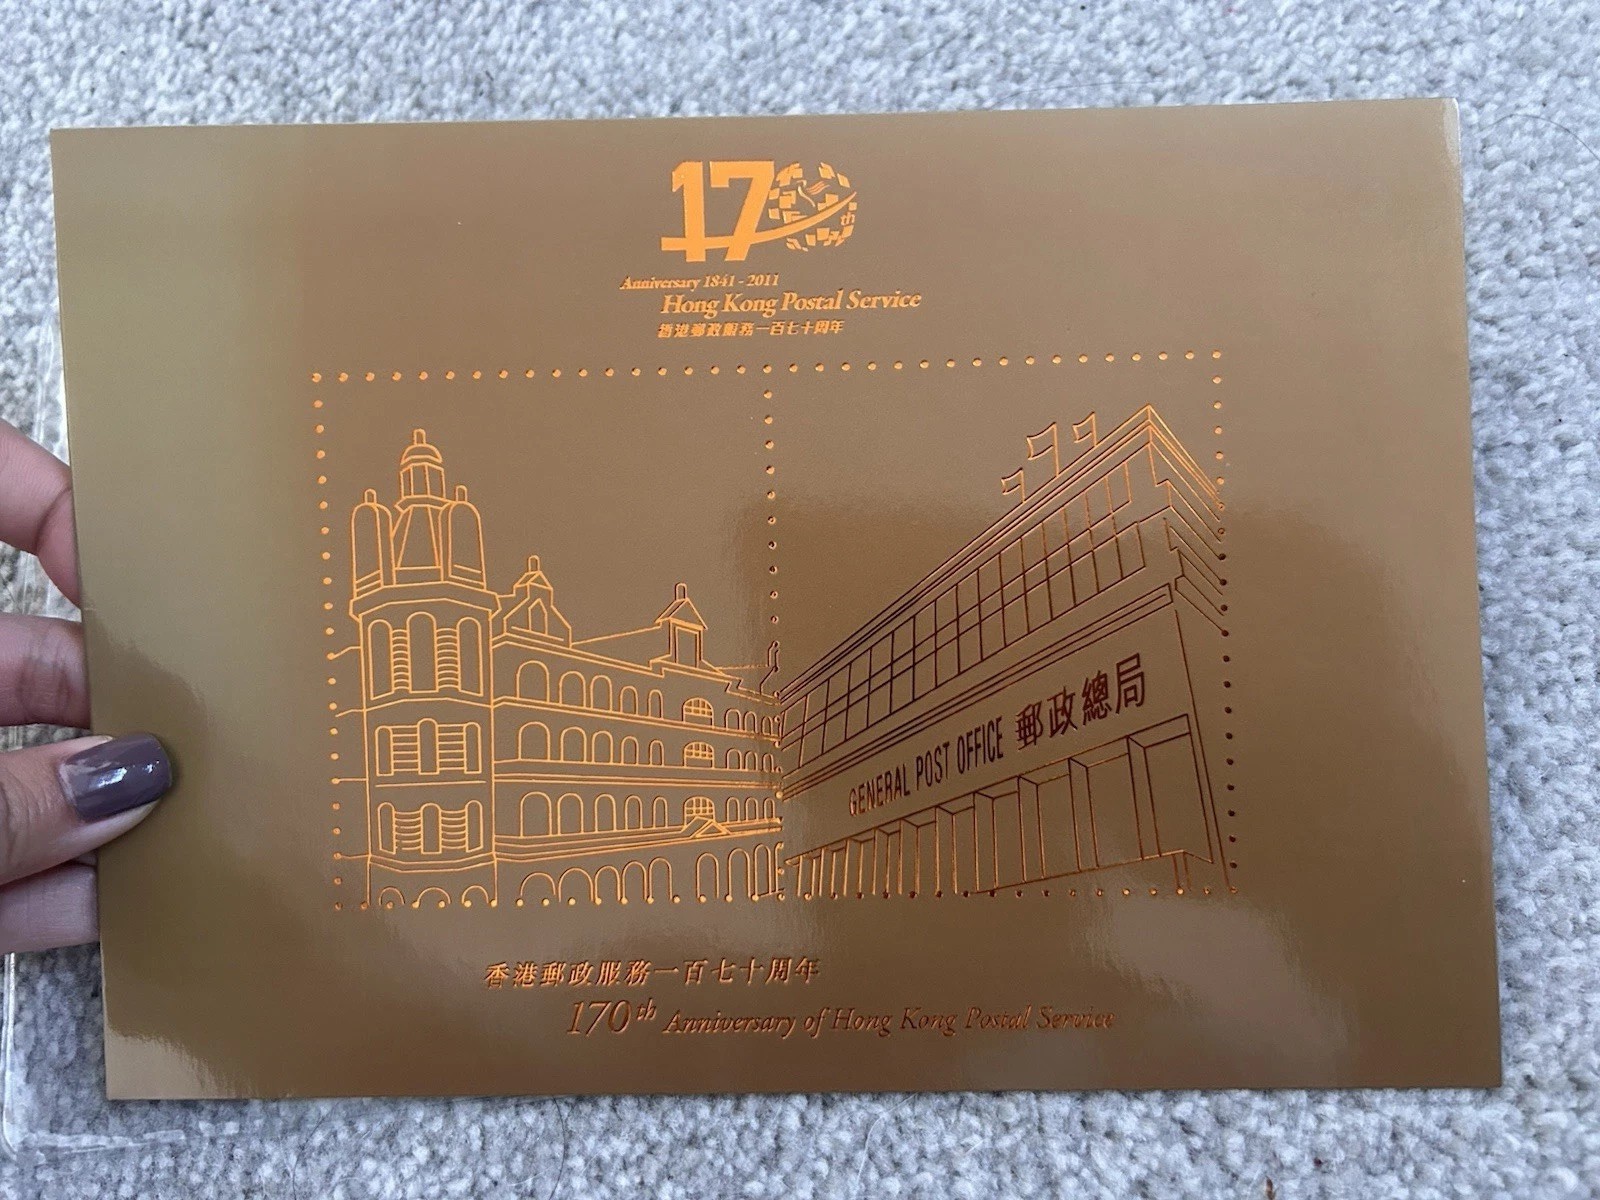 170th
Anniversary 1841 - 2011
Hong Kong Postal Service
香港郵政服務一百七十周年
GENERAL POST OFFICE 郵政總局
香港郵政服務一百七十周年
170th Anniversary of Hong Kong Postal Service